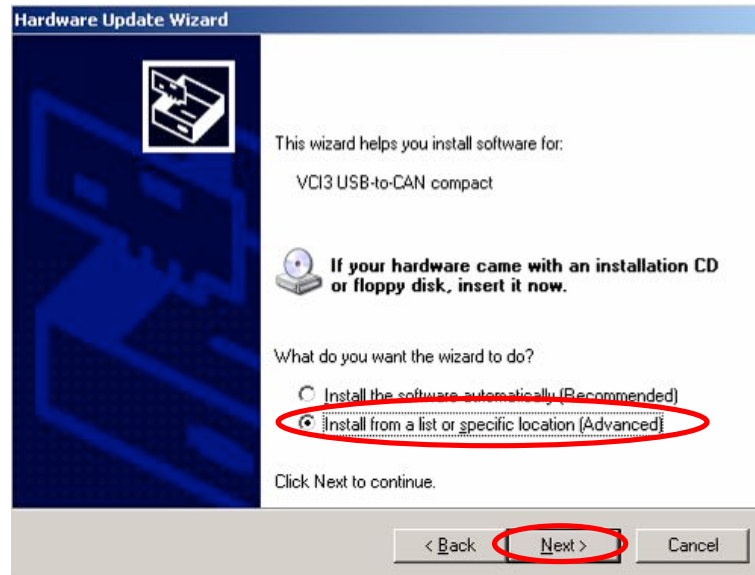 Hardware Update Wizard
This wizard helps you install software for:
VCI3 USB-to-CAN compact
If your hardware came with an installation CD
or floppy disk, insert it now.
What do you want the wizard to do?
Install the software automatically (Recommended)
Install from a list or specific location (Advanced)
Click Next to continue.
< Back Next > Cancel